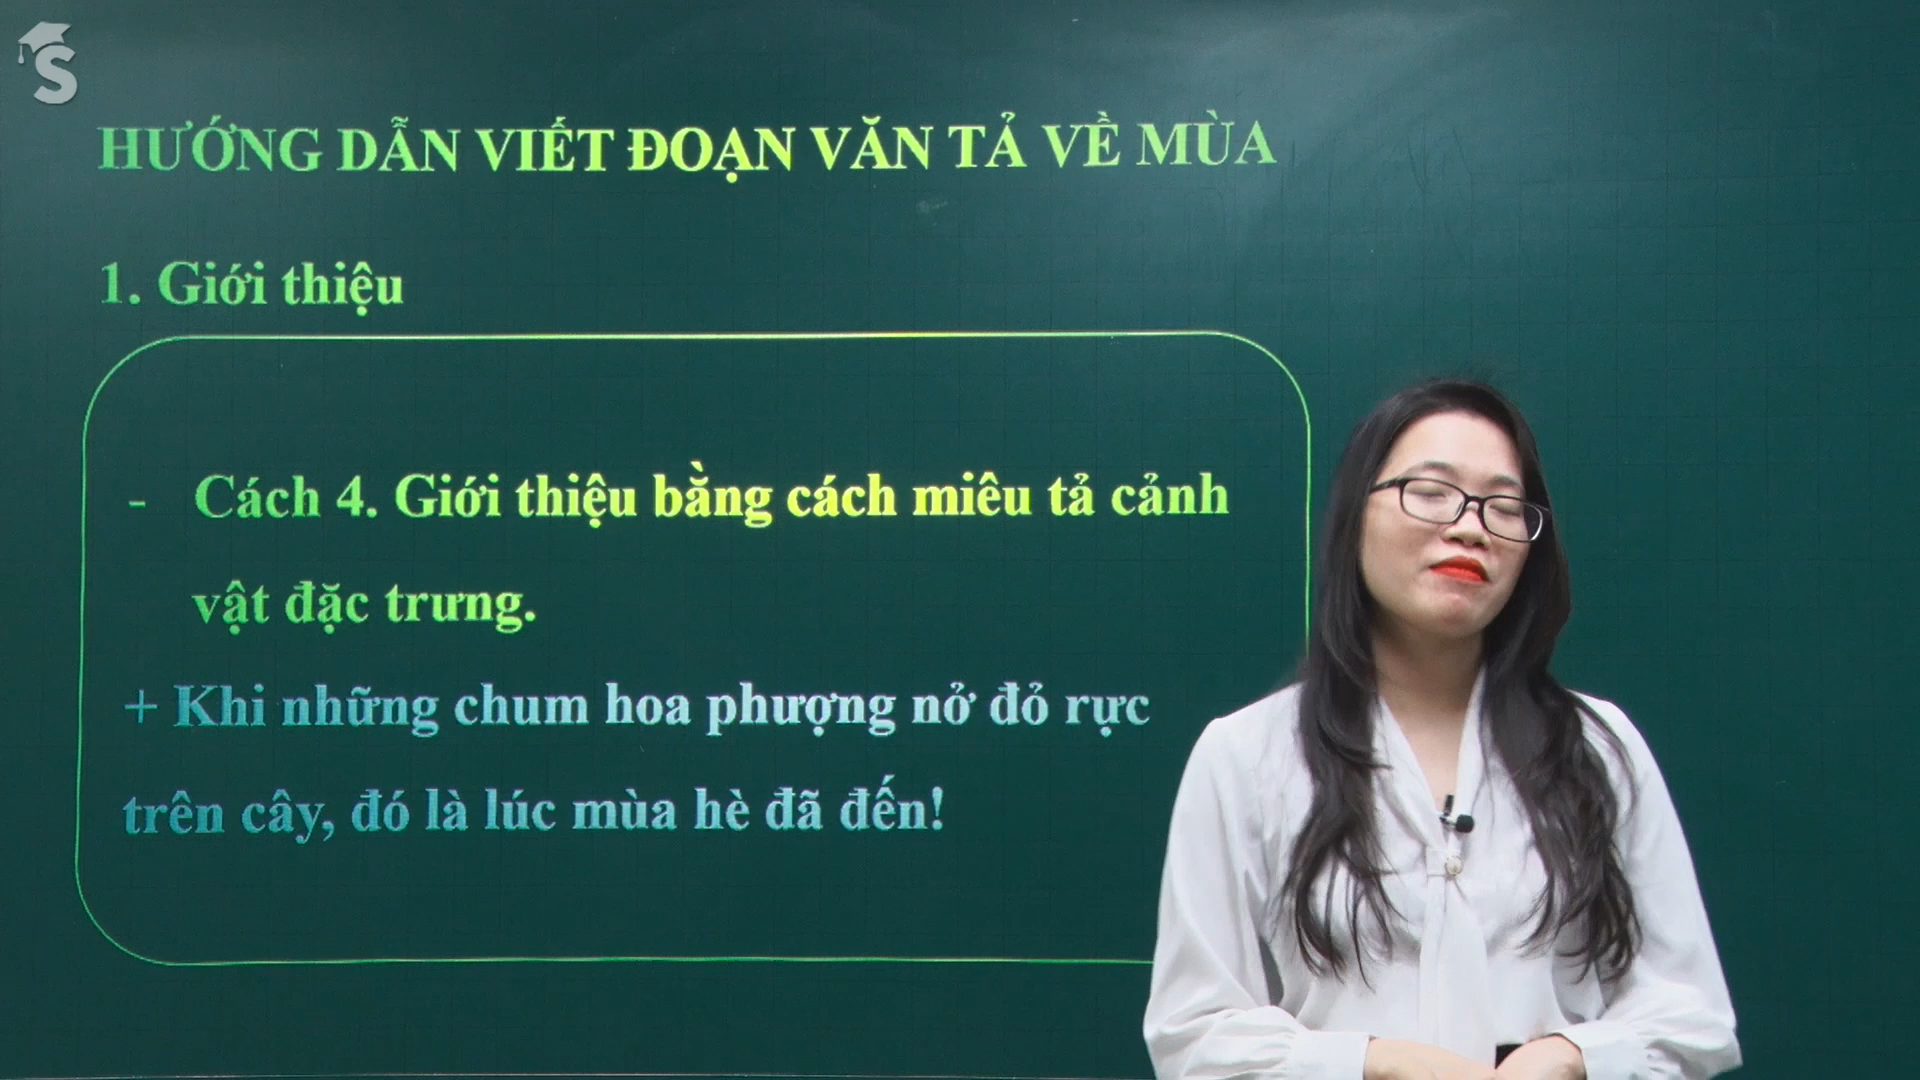 S
HƯỚNG DẪN VIẾT ĐOẠN VĂN TẢ VỀ MÙA
1. Giới thiệu
- Cách 4. Giới thiệu bằng cách miêu tả cảnh
vật đặc trưng.
+ Khi những chum hoa phượng nở đỏ rực
trên cây, đó là lúc mùa hè đã đến!